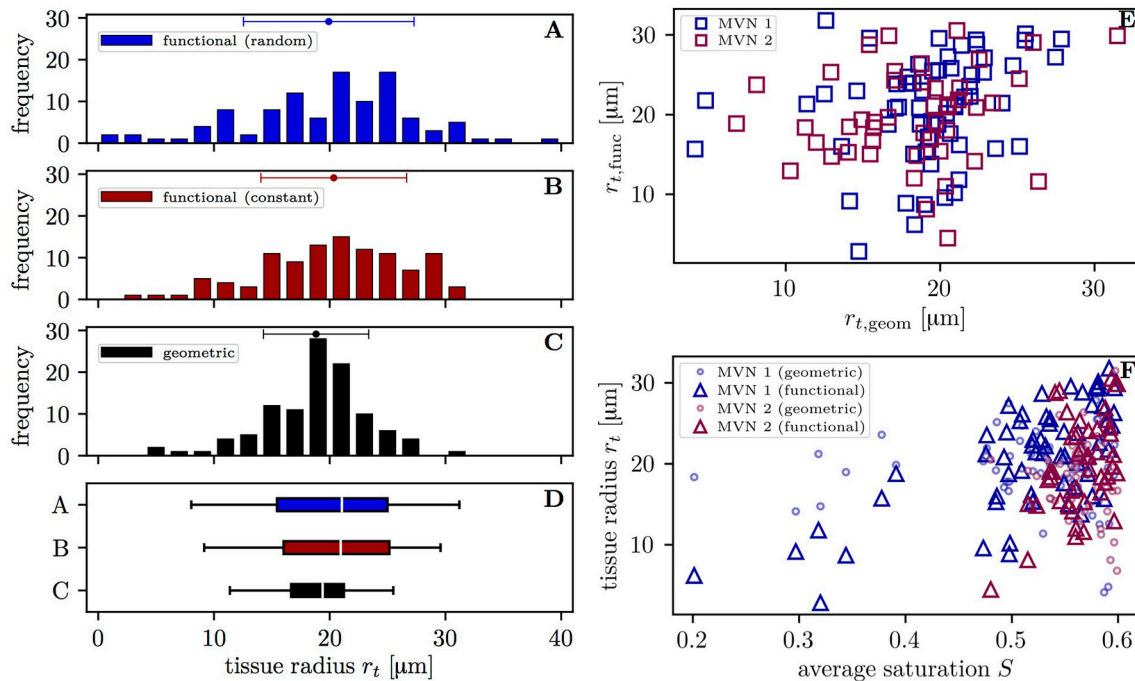 30
20
10
0
frequency
functional (random)
A
30
20
10
0
frequency
functional (constant)
B
30
20
10
0
frequency
geometric
C
A
B
C
D
0 10 20 30 40
tissue radius r_t [µm]
MVN 1
MVN 2
E
30
20
10
r_{t,func} [µm]
10 20 30
r_{t,geom} [µm]
MVN 1 (geometric)
MVN 1 (functional)
MVN 2 (geometric)
MVN 2 (functional)
F
30
20
10
tissue radius r_t [µm]
0.2 0.3 0.4 0.5 0.6
average saturation S